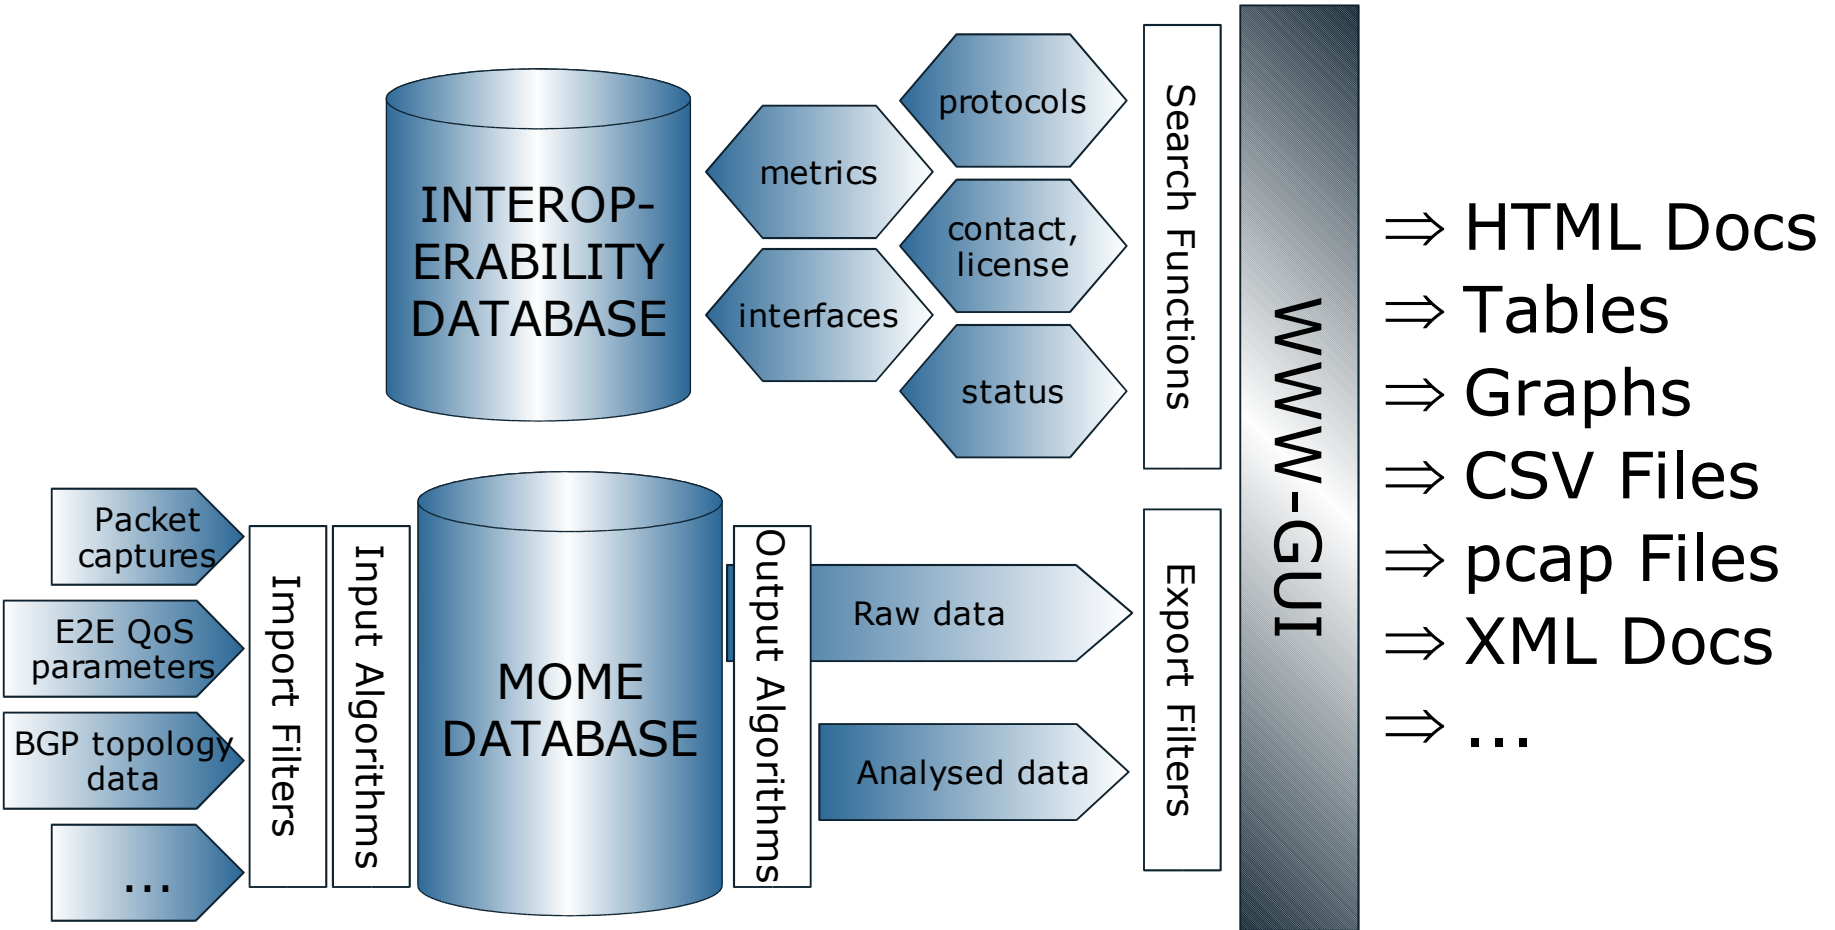 INTEROP-
ERABILITY
DATABASE
metrics
interfaces
protocols
contact,
license
status
Search Functions
Packet
captures
E2E QoS
parameters
BGP topology
data
...
Import Filters
Input Algorithms
MOME
DATABASE
Output Algorithms
Raw data
Analysed data
Export Filters
WWW-GUI
⇒ HTML Docs
⇒ Tables
⇒ Graphs
⇒ CSV Files
⇒ pcap Files
⇒ XML Docs
⇒ ...